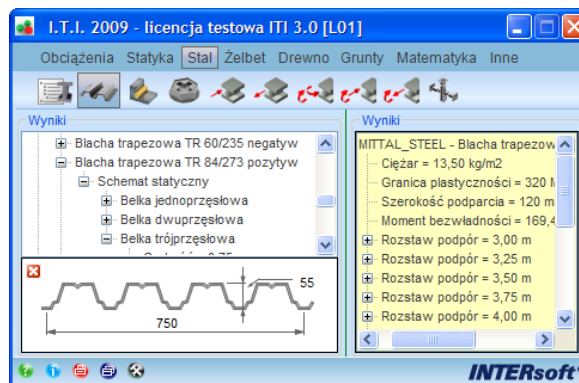 I.T.I. 2009 - licencja testowa ITI 3.0 [L01]
Obciążenia Statyka Stal Żelbet Drewno Grunty Matematyka Inne
Wyniki
Blacha trapezowa TR 60/235 negatyw
Blacha trapezowa TR 84/273 pozytyw
Schemat statyczny
Belka jednoprzęsłowa
Belka dwuprzęsłowa
Belka trójprzęsłowa
55
750
Wyniki
MITTAL_STEEL - Blacha trapezow
Ciężar = 13,50 kg/m2
Granica plastyczności = 320
Szerokość podparcia = 120 m
Moment bezwładności = 169,4
Rozstaw podpór = 3,00 m
Rozstaw podpór = 3,25 m
Rozstaw podpór = 3,50 m
Rozstaw podpór = 3,75 m
Rozstaw podpór = 4,00 m
INTERsoft